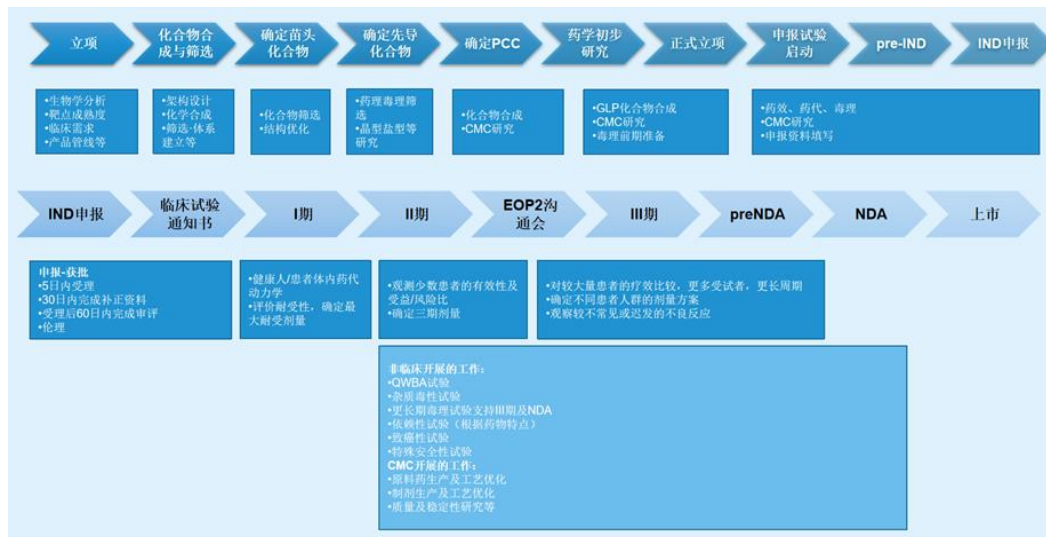 立项
化合物合
成与筛选
确定苗头
化合物
确定先导
化合物
确定PCC
药学初步
研究
正式立项
申报试验
启动
pre-IND
IND申报
•生物学分析
•靶点成熟度
•临床需求
•产品管线等
•架构设计
•化学合成
•筛选-体系
建立等
•化合物筛选
•结构优化
•药理毒理筛
选
•晶型盐型等
研究
•化合物合成
•CMC研究
•GLP化合物合成
•CMC研究
•毒理前期准备
•药效、药代、毒理
•CMC研究
•申报资料填写
IND申报
临床试验
通知书
I期
II期
EOP2沟
通会
III期
preNDA
NDA
上市
申报-获批
•5日内受理
•30日内完成补正资料
•受理后60日内完成审评
•伦理
•健康人/患者体内药代
动力学
•评价耐受性，确定最
大耐受剂量
•观测少数患者的有效性及
受益/风险比
•确定三期剂量
•对较大量患者的疗效比较，更多受试者，更长周期
•确定不同患者人群的剂量方案
•观察较不常见或迟发的不良反应
非临床开展的工作：
•QWBA试验
•杂质毒性试验
•更长期毒理试验支持III期及NDA
•依赖性试验（根据药物特点）
•致癌性试验
•特殊安全性试验
CMC开展的工作：
•原料药生产及工艺优化
•制剂生产及工艺优化
•质量及稳定性研究等